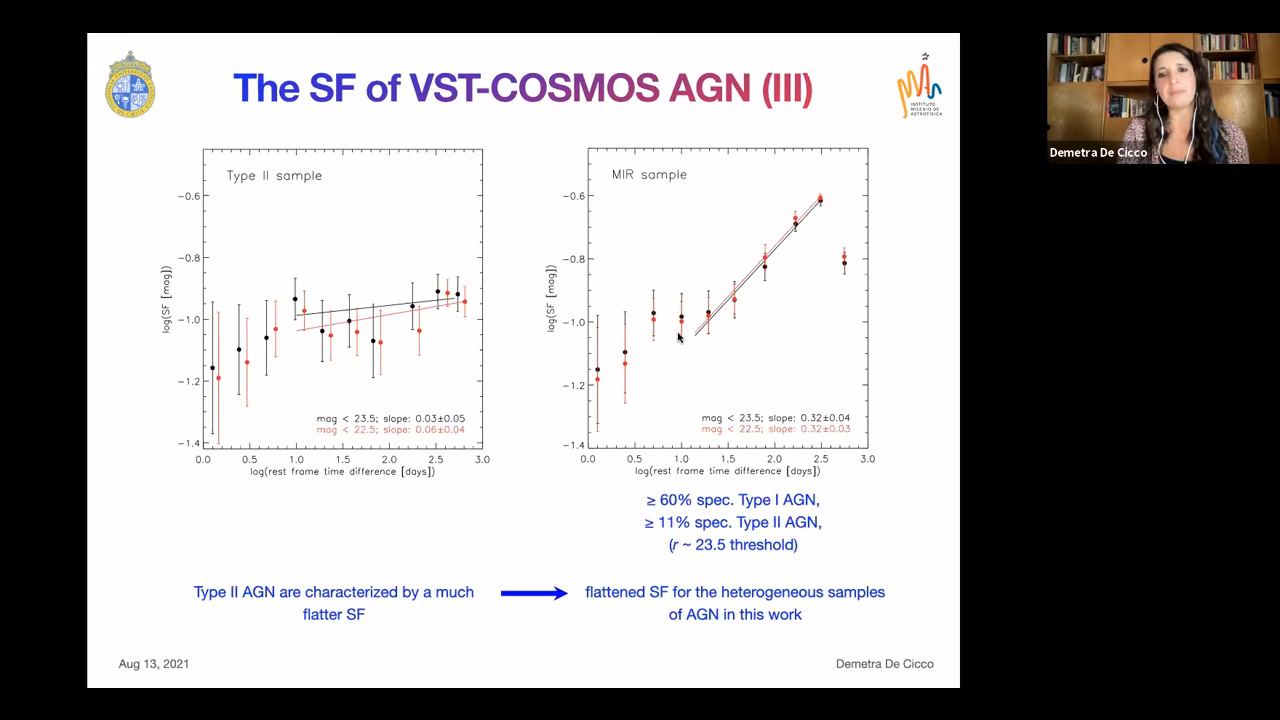 The SF of VST-COSMOS AGN (III)
INSTITUTO
MILENIO DE
ASTROFÍSICA
Demetra De Cicco
Type II sample
log(SF [mag])
-0.6
-0.8
-1.0
-1.2
-1.4
mag < 23.5; slope: 0.03±0.05
mag < 22.5; slope: 0.06±0.04
0.0 0.5 1.0 1.5 2.0 2.5 3.0
log(rest frame time difference [days])
MIR sample
log(SF [mag])
-0.6
-0.8
-1.0
-1.2
-1.4
mag < 23.5; slope: 0.32±0.04
mag < 22.5; slope: 0.32±0.03
0.0 0.5 1.0 1.5 2.0 2.5 3.0
log(rest frame time difference [days])
≥ 60% spec. Type I AGN,
≥ 11% spec. Type II AGN,
(r ~ 23.5 threshold)
Type II AGN are characterized by a much
flatter SF
flattened SF for the heterogeneous samples
of AGN in this work
Aug 13, 2021
Demetra De Cicco